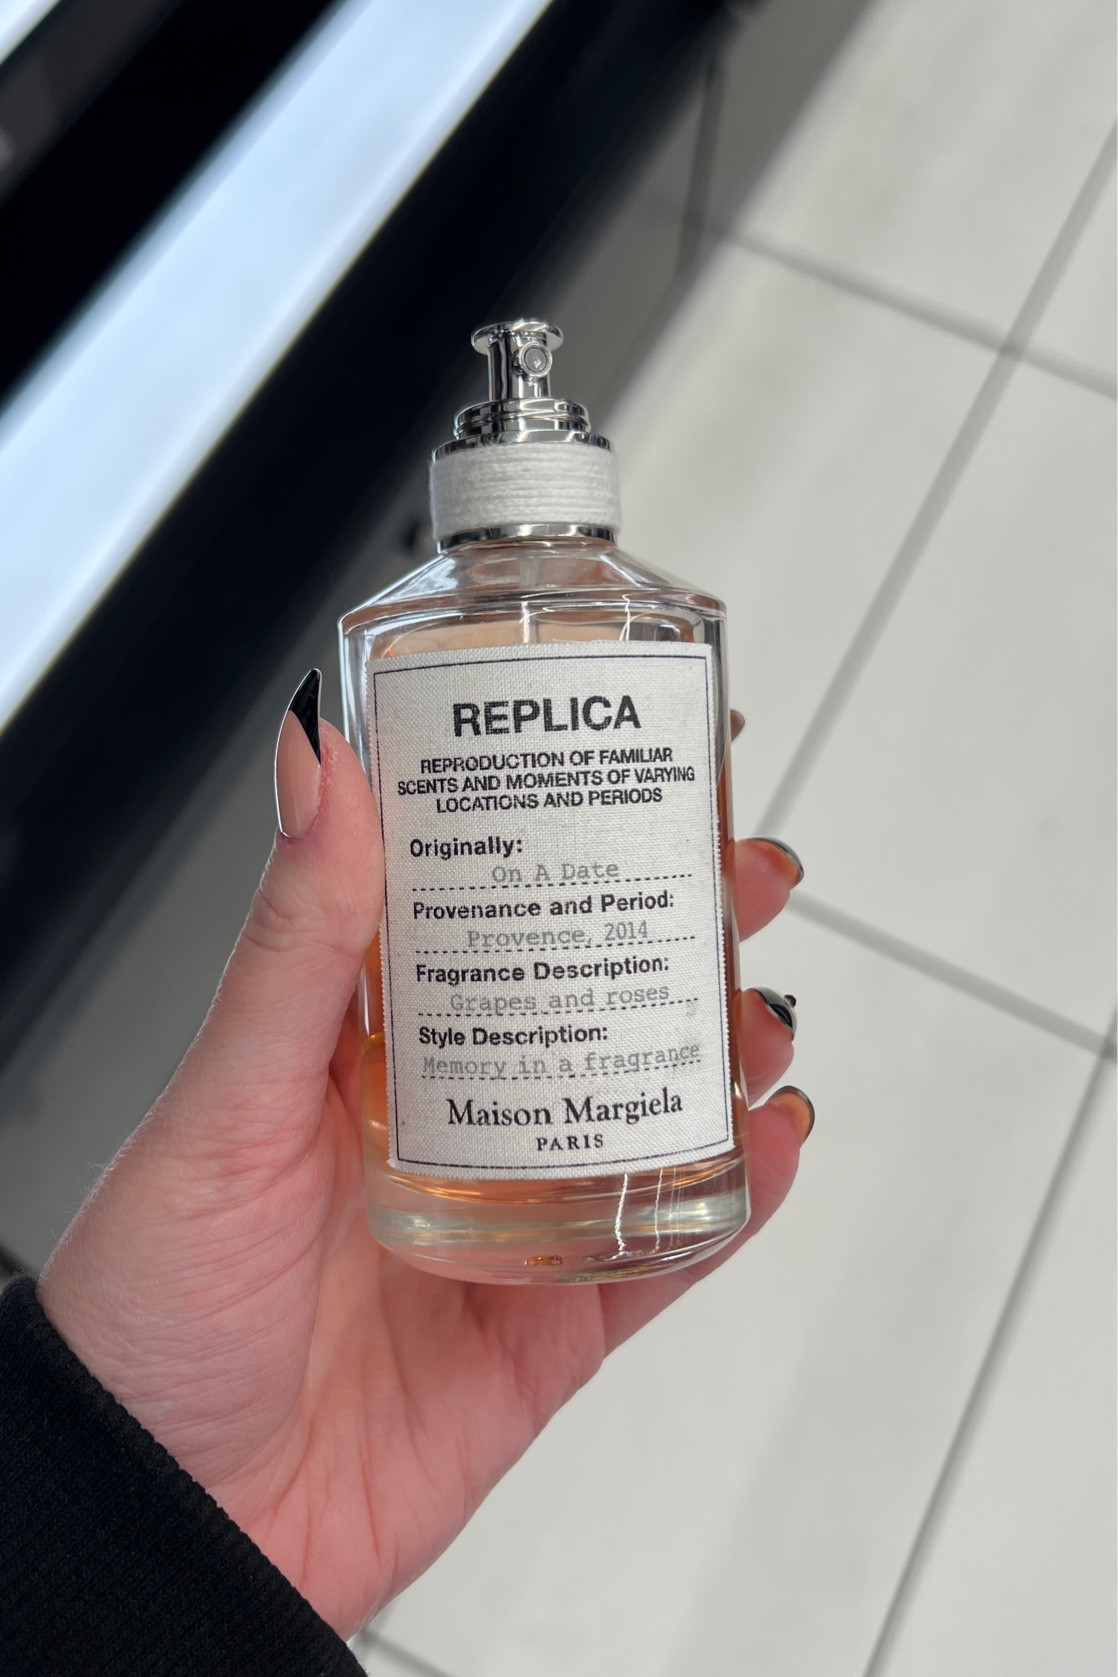 REPLICA
REPRODUCTION OF FAMILIAR
SCENTS AND MOMENTS OF VARYING
LOCATIONS AND PERIODS
Originally:
On A Date
Provenance and Period:
Provence, 2014
Fragrance Description:
Grapes and roses
Style Description:
Memory in a fragrance
Maison Margiela
PARIS